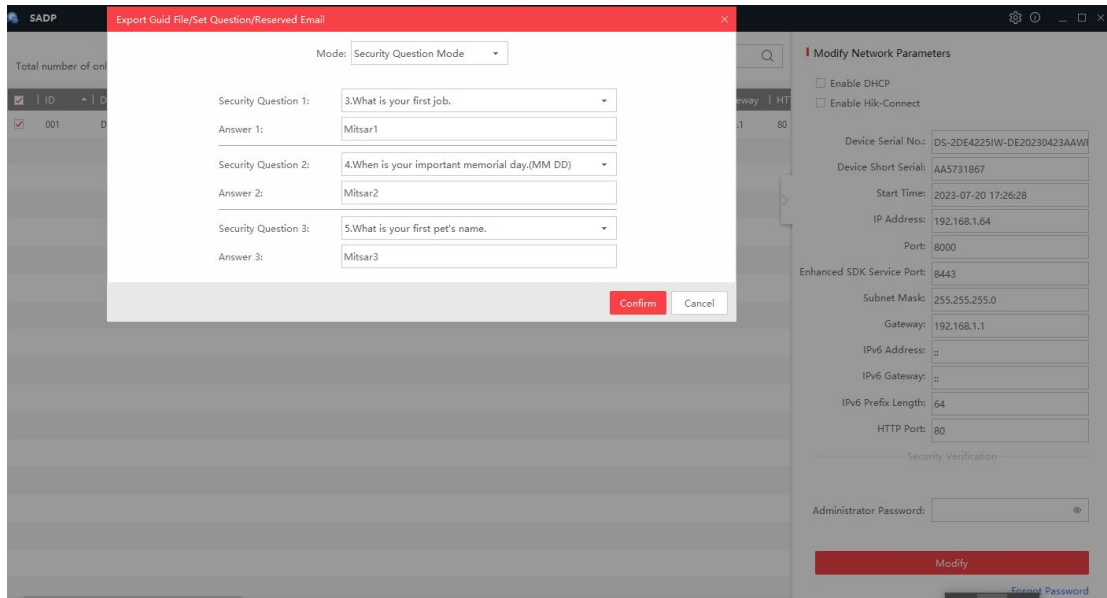 SADP
Export Guid File/Set Question/Reserved Email
Mode: Security Question Mode
Total number of onl
ID
D
eway
HT
001
D
.1
80
Security Question 1: 3.What is your first job.
Answer 1: Mitsar1
Security Question 2: 4.When is your important memorial day.(MM DD)
Answer 2: Mitsar2
Security Question 3: 5.What is your first pet's name.
Answer 3: Mitsar3
Confirm
Cancel
Modify Network Parameters
Enable DHCP
Enable Hik-Connect
Device Serial No.: DS-2DE4225IW-DE20230423AAWI
Device Short Serial: AA5731867
Start Time: 2023-07-20 17:26:28
IP Address: 192.168.1.64
Port: 8000
Enhanced SDK Service Port: 8443
Subnet Mask: 255.255.255.0
Gateway: 192.168.1.1
IPv6 Address: ::
IPv6 Gateway: ::
IPv6 Prefix Length: 64
HTTP Port: 80
Security Verification
Administrator Password:
Modify
Forgot Password